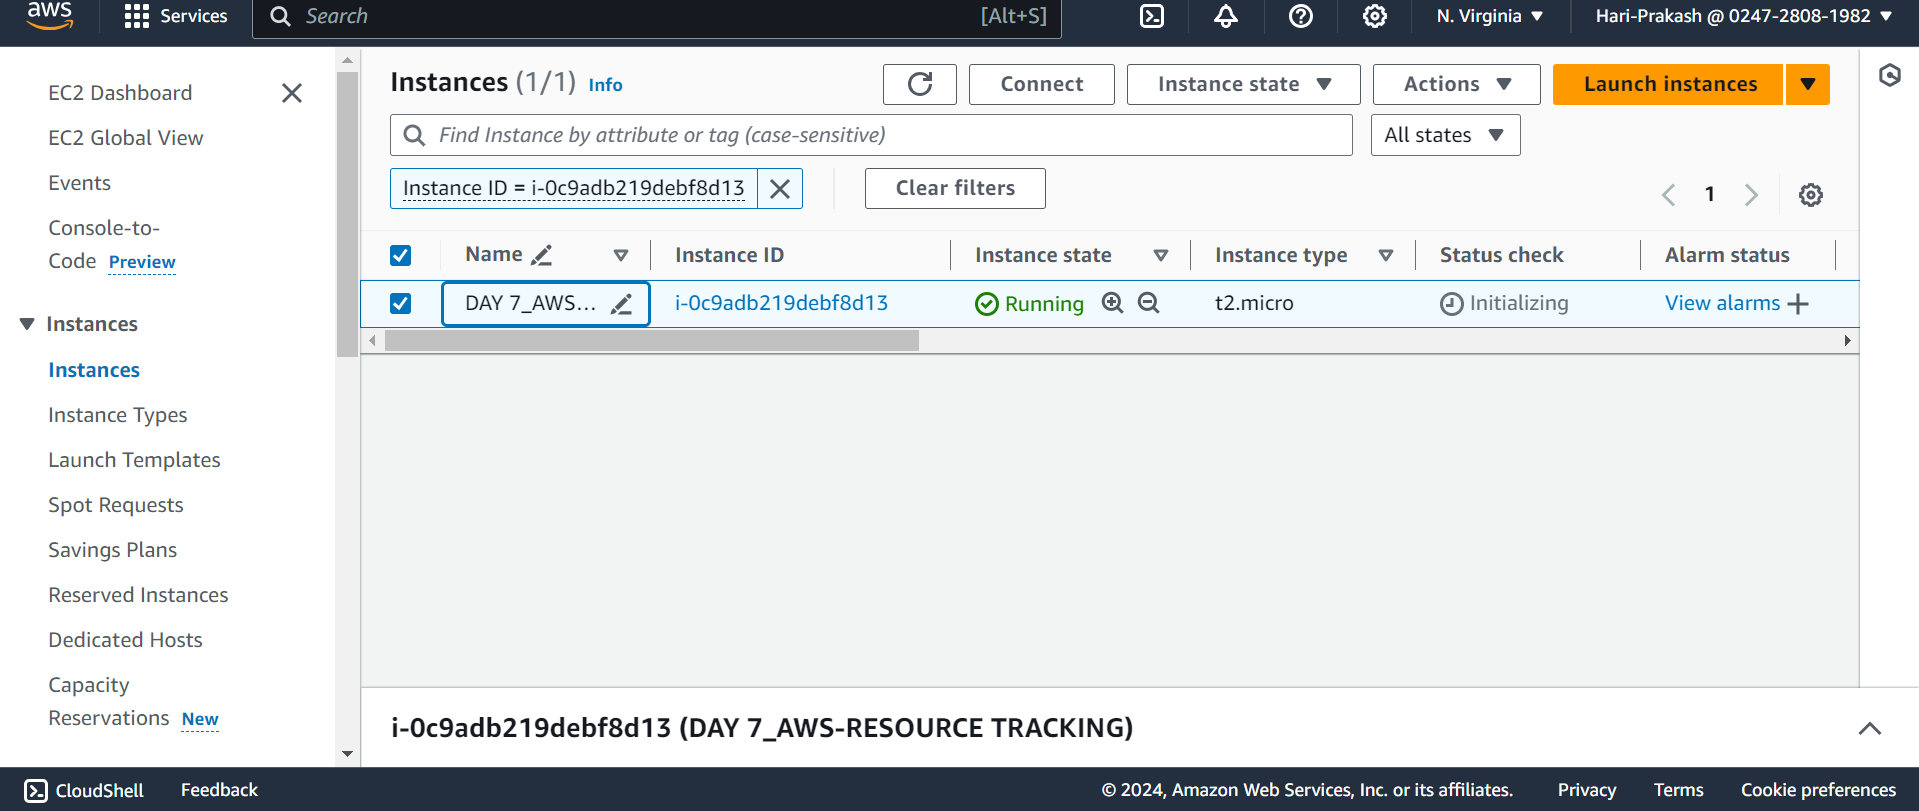 aws
Services
Search
[Alt+S]
N. Virginia
Hari-Prakash @ 0247-2808-1982
EC2 Dashboard
EC2 Global View
Events
Console-to-
Code Preview
Instances
Instances
Instance Types
Launch Templates
Spot Requests
Savings Plans
Reserved Instances
Dedicated Hosts
Capacity
Reservations New
Instances (1/1) Info
Connect
Instance state
Actions
Launch instances
Find Instance by attribute or tag (case-sensitive)
All states
Instance ID = i-0c9adb219debf8d13
Clear filters
1
Name
Instance ID
Instance state
Instance type
Status check
Alarm status
DAY 7_AWS...
i-0c9adb219debf8d13
Running
t2.micro
Initializing
View alarms
i-0c9adb219debf8d13 (DAY 7_AWS-RESOURCE TRACKING)
CloudShell
Feedback
© 2024, Amazon Web Services, Inc. or its affiliates.
Privacy
Terms
Cookie preferences